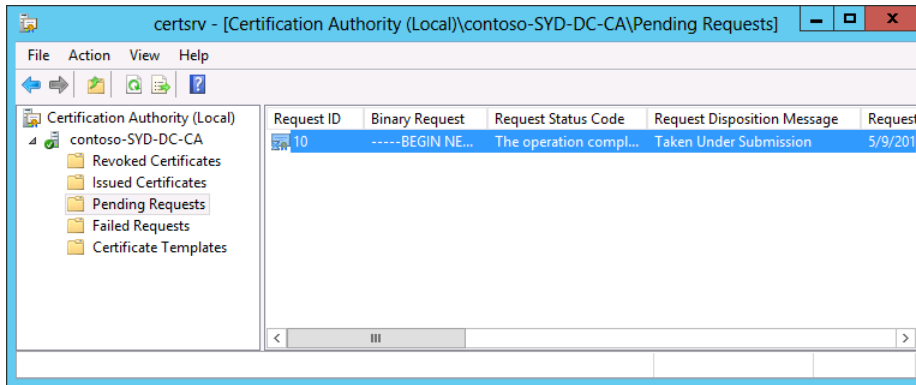 certsrv - [Certification Authority (Local)\contoso-SYD-DC-CA\Pending Requests]
File Action View Help
Certification Authority (Local)
contoso-SYD-DC-CA
Revoked Certificates
Issued Certificates
Pending Requests
Failed Requests
Certificate Templates
Request ID Binary Request Request Status Code Request Disposition Message Request
10 -----BEGIN NE... The operation compl... Taken Under Submission 5/9/201